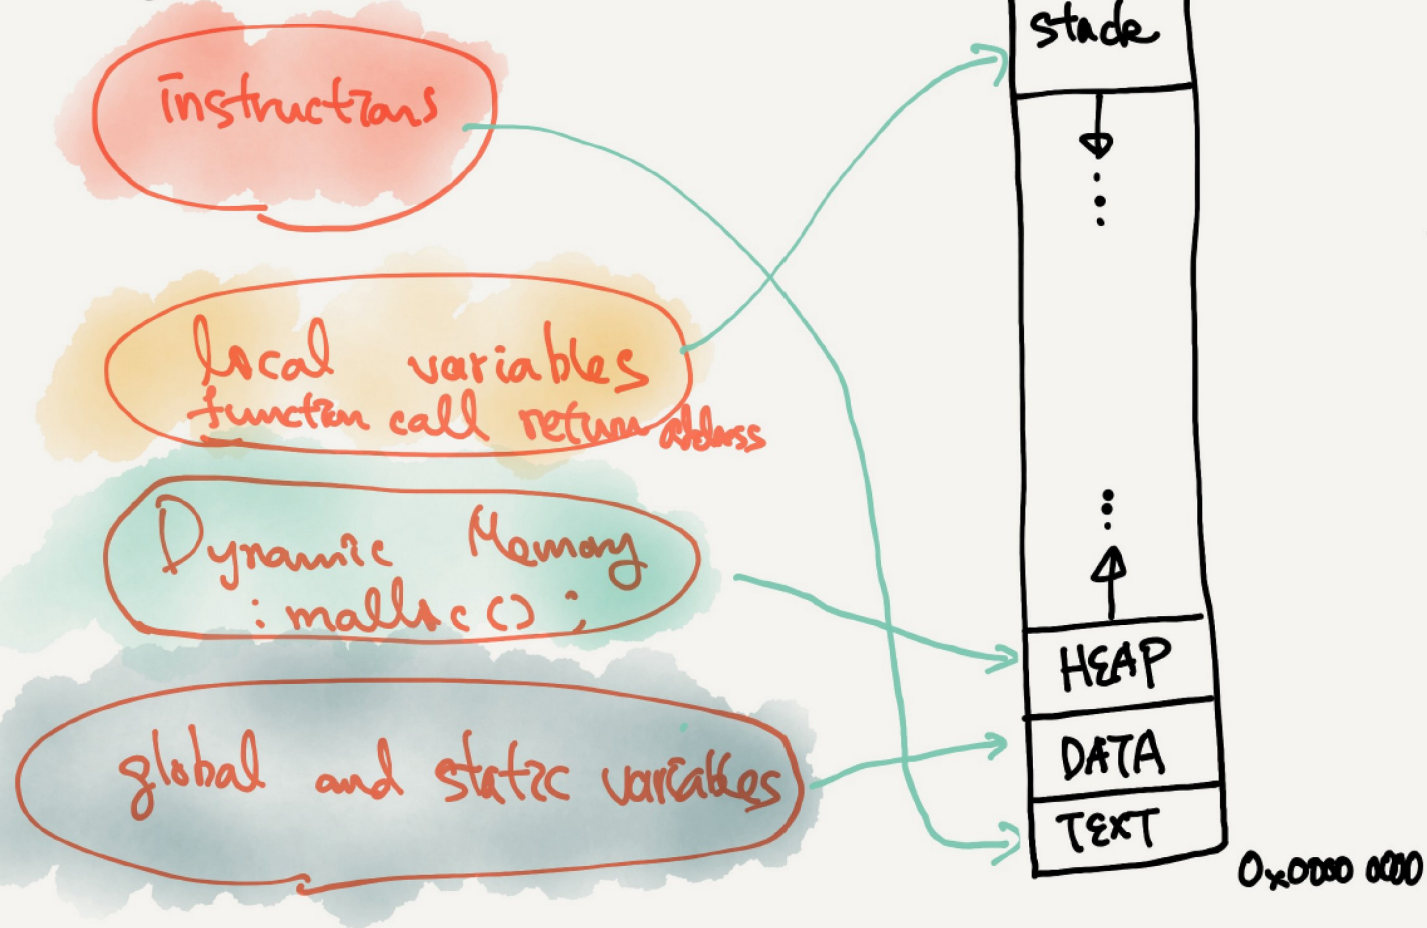 instructions
local variables
function call return address
Dynamic Memory
: malloc() ;
global and static variables
stack
HEAP
DATA
TEXT
0x0000 0000